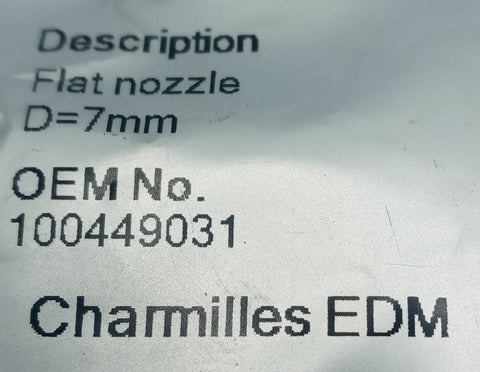 Description
Flat nozzle
D=7mm
OEM No.
100449031
Charmilles EDM